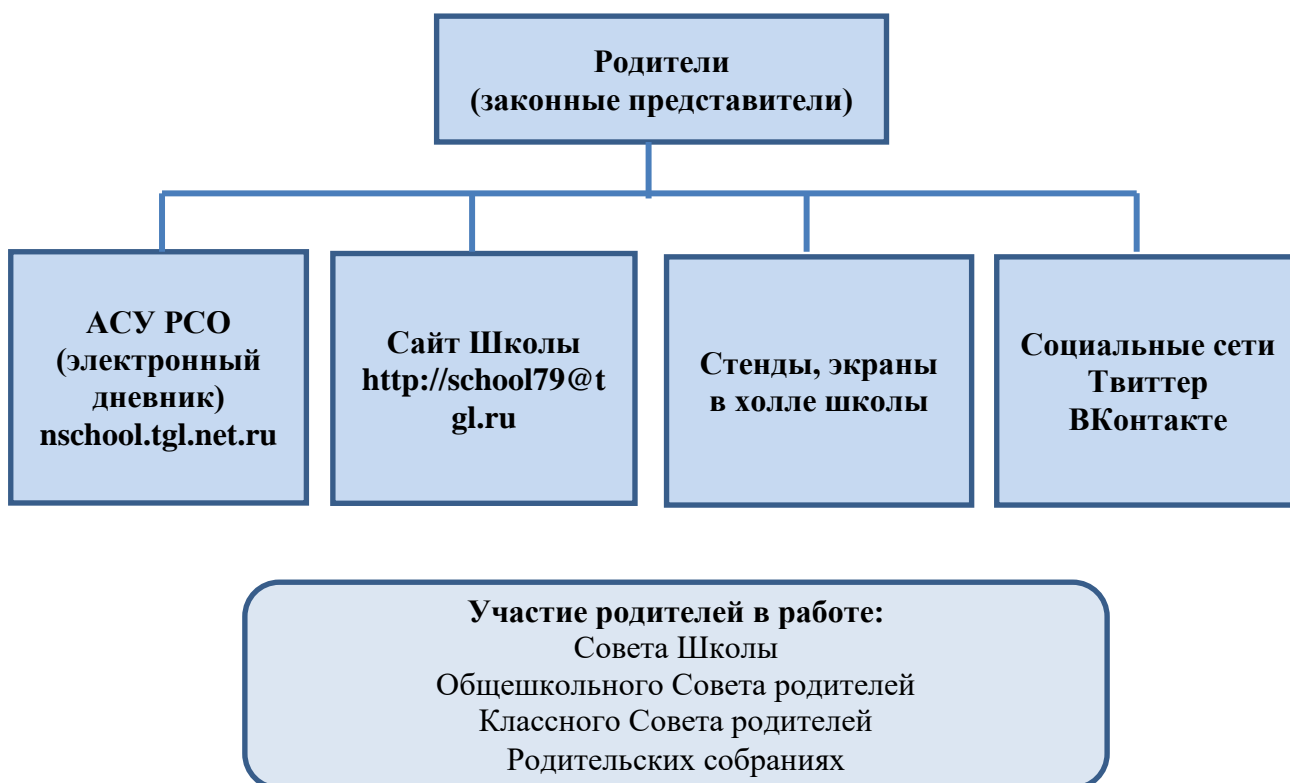 Родители
(законные представители)
АСУ РСО
(электронный
дневник)
nschool.tgl.net.ru
Сайт Школы
http://school79@t
gl.ru
Стенды, экраны
в холле школы
Социальные сети
Твиттер
ВКонтакте
Участие родителей в работе:
Совета Школы
Общешкольного Совета родителей
Классного Совета родителей
Родительских собраниях